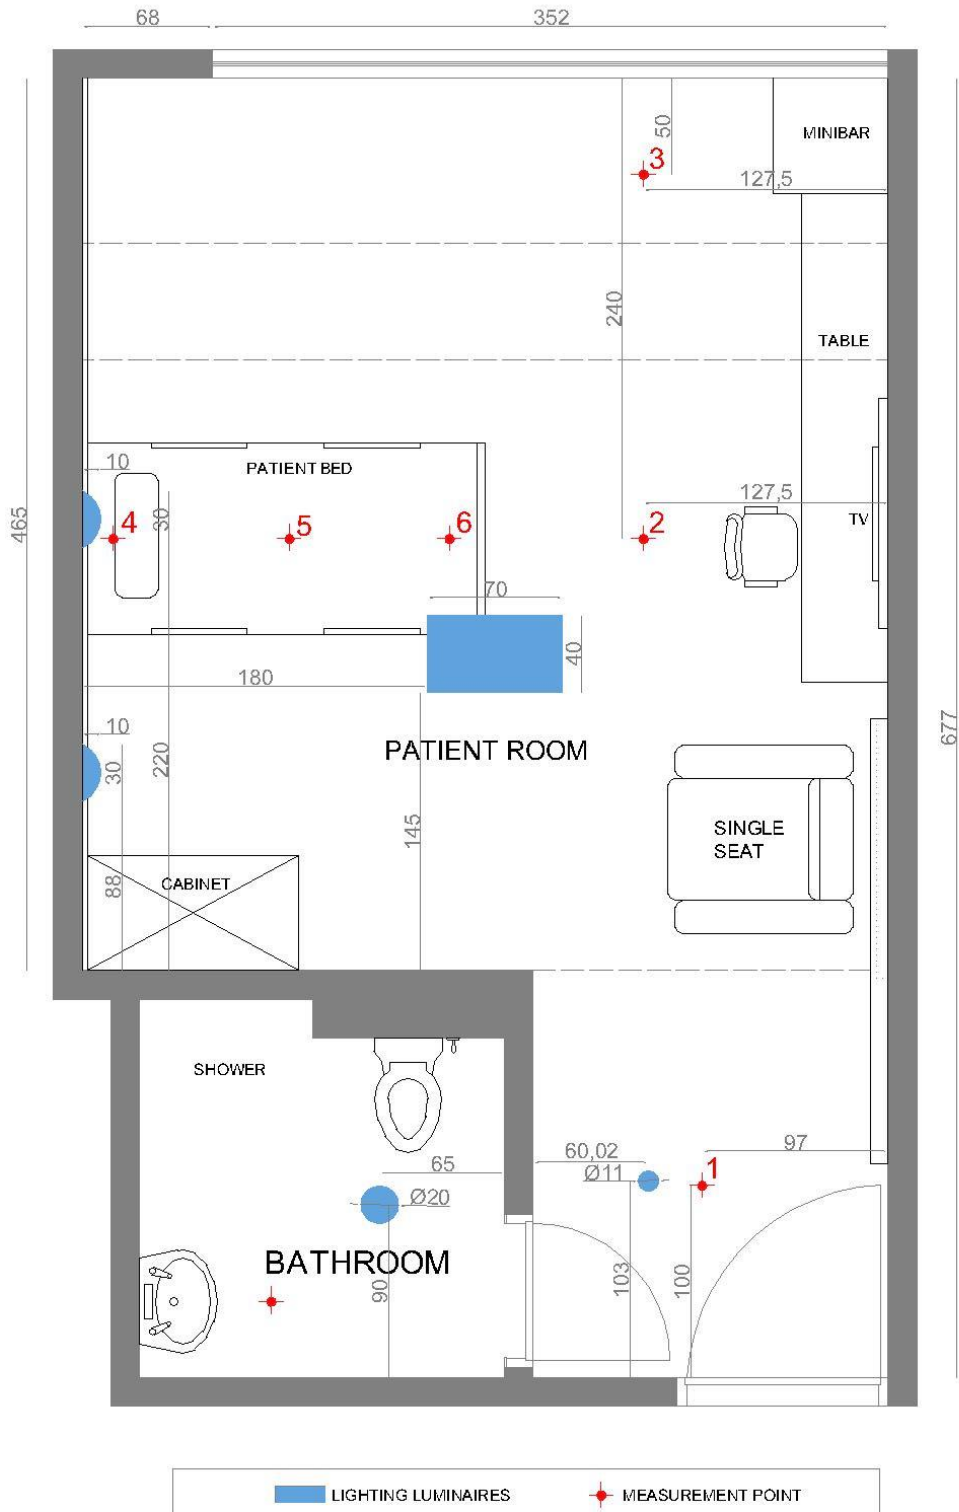 68
352
50
MINIBAR
3
127,5
240
TABLE
10
PATIENT BED
465
4
30
5
6
127,5
2
TV
70
40
180
677
10
PATIENT ROOM
30
220
145
SINGLE
SEAT
88
CABINET
SHOWER
97
60,02
65
Ø11
1
Ø20
BATHROOM
90
103
100
LIGHTING LUMINAIRES
MEASUREMENT POINT